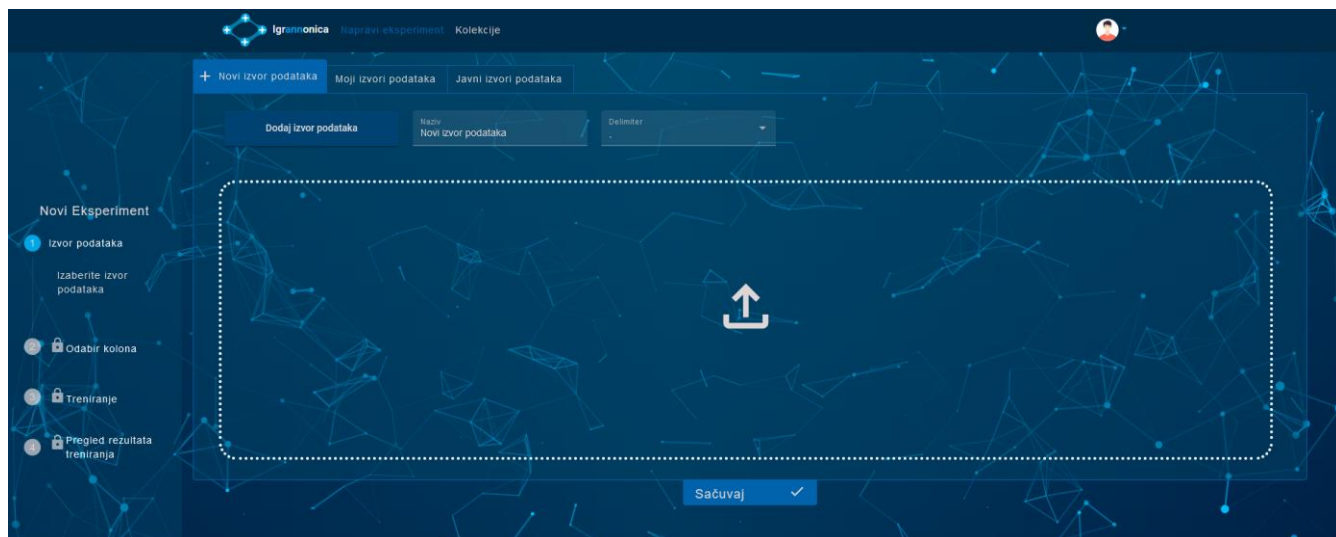 Igrannonica Napravi eksperiment Kolekcije
+ Novi izvor podataka Moji izvori podataka Javni izvori podataka
Dodaj izvor podataka
Naziv
Novi izvor podataka
Delimiter
Novi Eksperiment
1 Izvor podataka
Izaberite izvor
podataka
2 Odabir kolona
3 Treniranje
4 Pregled rezultata
treniranja
Sačuvaj